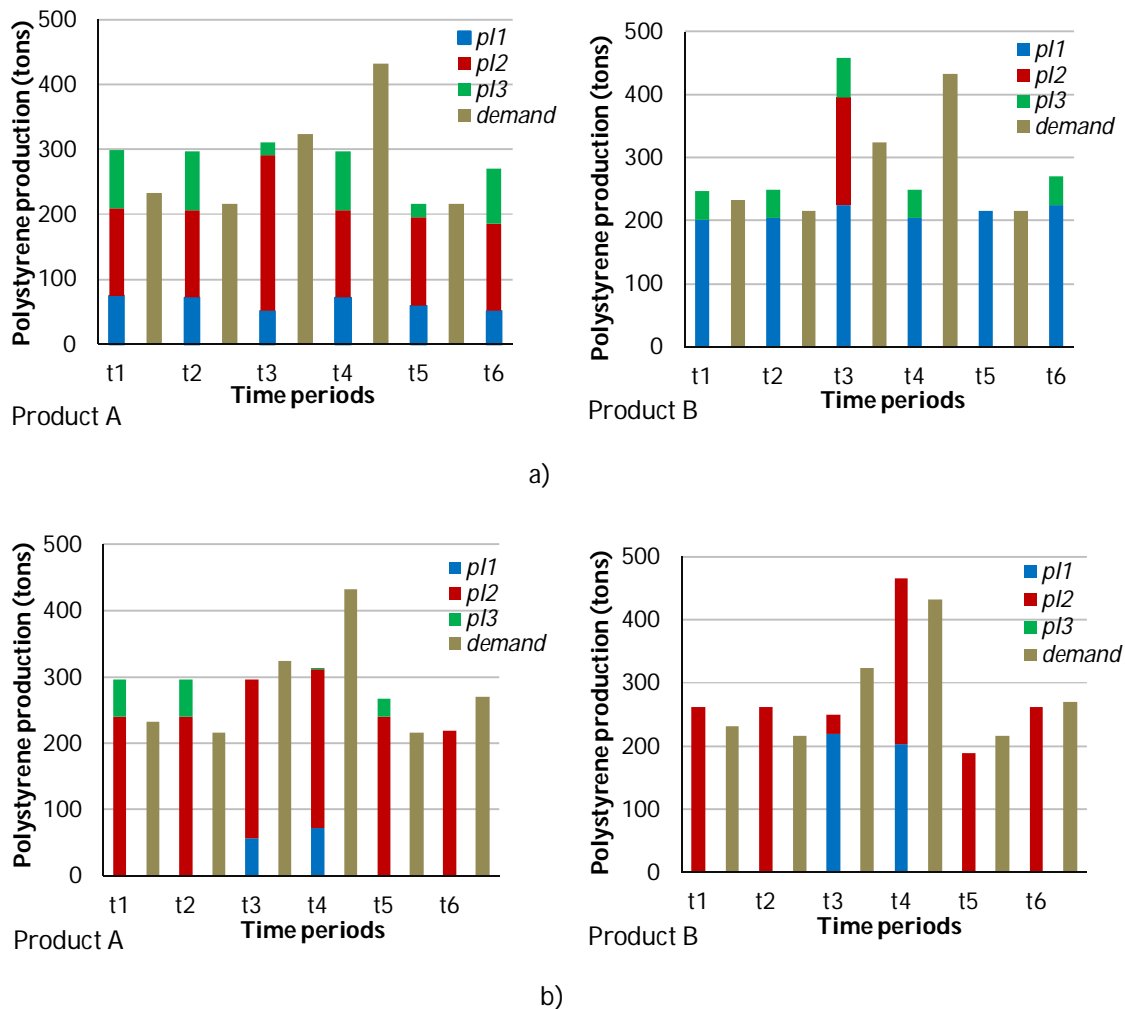 Polystyrene production (tons)
500
400
300
200
100
0
pl1
pl2
pl3
demand
t1 t2 t3 t4 t5 t6
Time periods
Product A
Polystyrene production (tons)
500
400
300
200
100
0
pl1
pl2
pl3
demand
t1 t2 t3 t4 t5 t6
Time periods
Product B
a)
Polystyrene production (tons)
500
400
300
200
100
0
pl1
pl2
pl3
demand
t1 t2 t3 t4 t5 t6
Time periods
Product A
Polystyrene production (tons)
500
400
300
200
100
0
pl1
pl2
pl3
demand
t1 t2 t3 t4 t5 t6
Time periods
Product B
b)